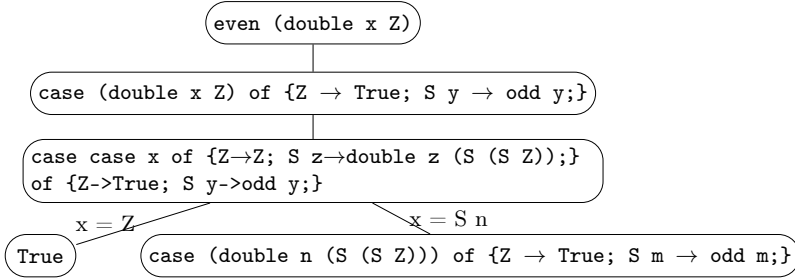 even (double x Z)
case (double x Z) of {Z → True; S y → odd y;}
case case x of {Z→Z; S z→double z (S (S Z));}
of {Z->True; S y->odd y;}
x = Z
x = S n
True
case (double n (S (S Z))) of {Z → True; S m → odd m;}